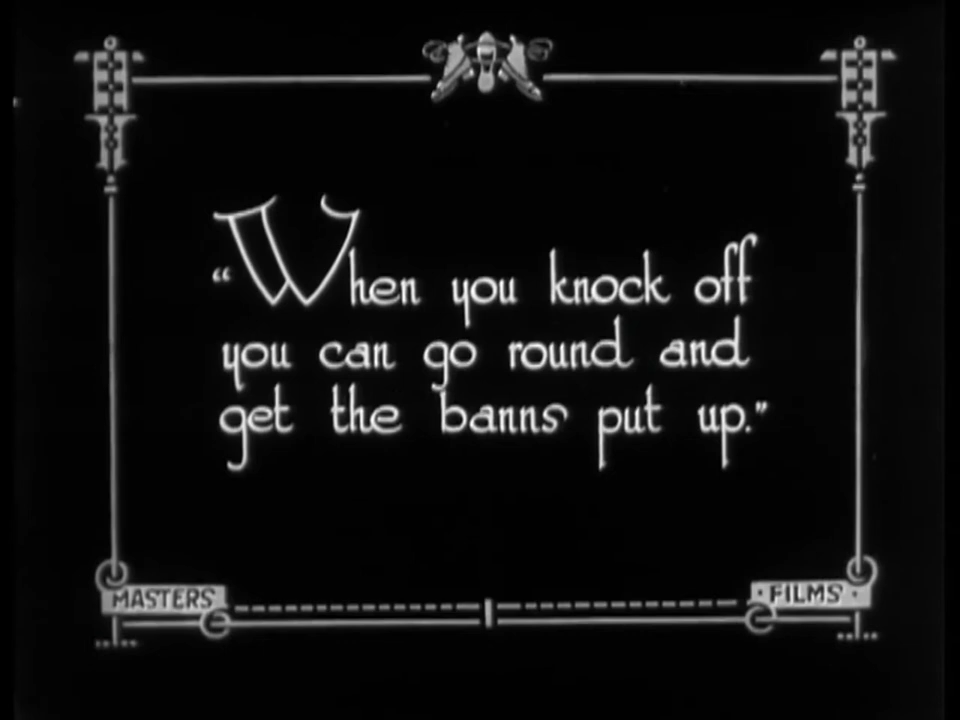 “When you knock off
you can go round and
get the banns put up.”
MASTERS
· FILMS ·